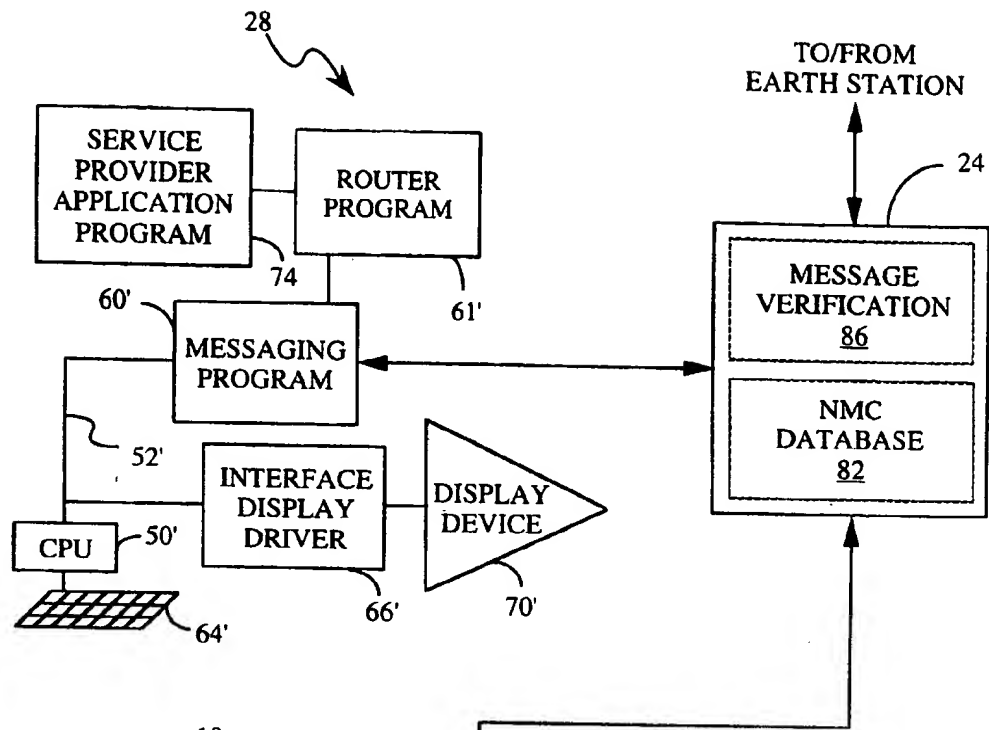 28
TO/FROM
EARTH STATION
SERVICE
PROVIDER
APPLICATION
PROGRAM
74
ROUTER
PROGRAM
61'
24
MESSAGE
VERIFICATION
86
NMC
DATABASE
82
60'
MESSAGING
PROGRAM
52'
INTERFACE
DISPLAY
DRIVER
66'
DISPLAY
DEVICE
70'
CPU
50'
64'